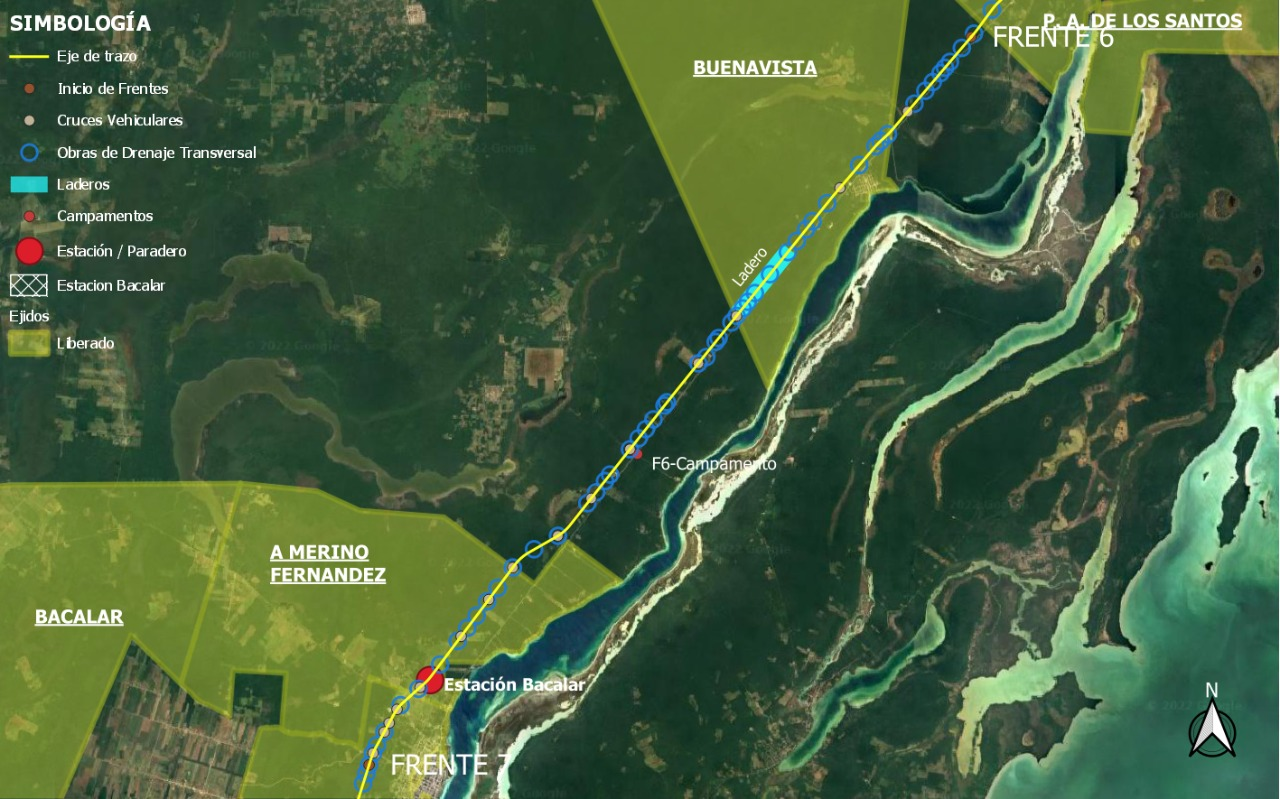 SIMBOLOGÍA
Eje de trazo
Inicio de Frentes
Cruces Vehiculares
Obras de Drenaje Transversal
Laderos
Campamentos
Estación / Paradero
Estacion Bacalar
Ejidos
Liberado
P. A. DE LOS SANTOS
FRENTE 6
BUENAVISTA
Ladero
F6-Campamento
A MERINO
FERNANDEZ
BACALAR
Estación Bacalar
FRENTE 7
N